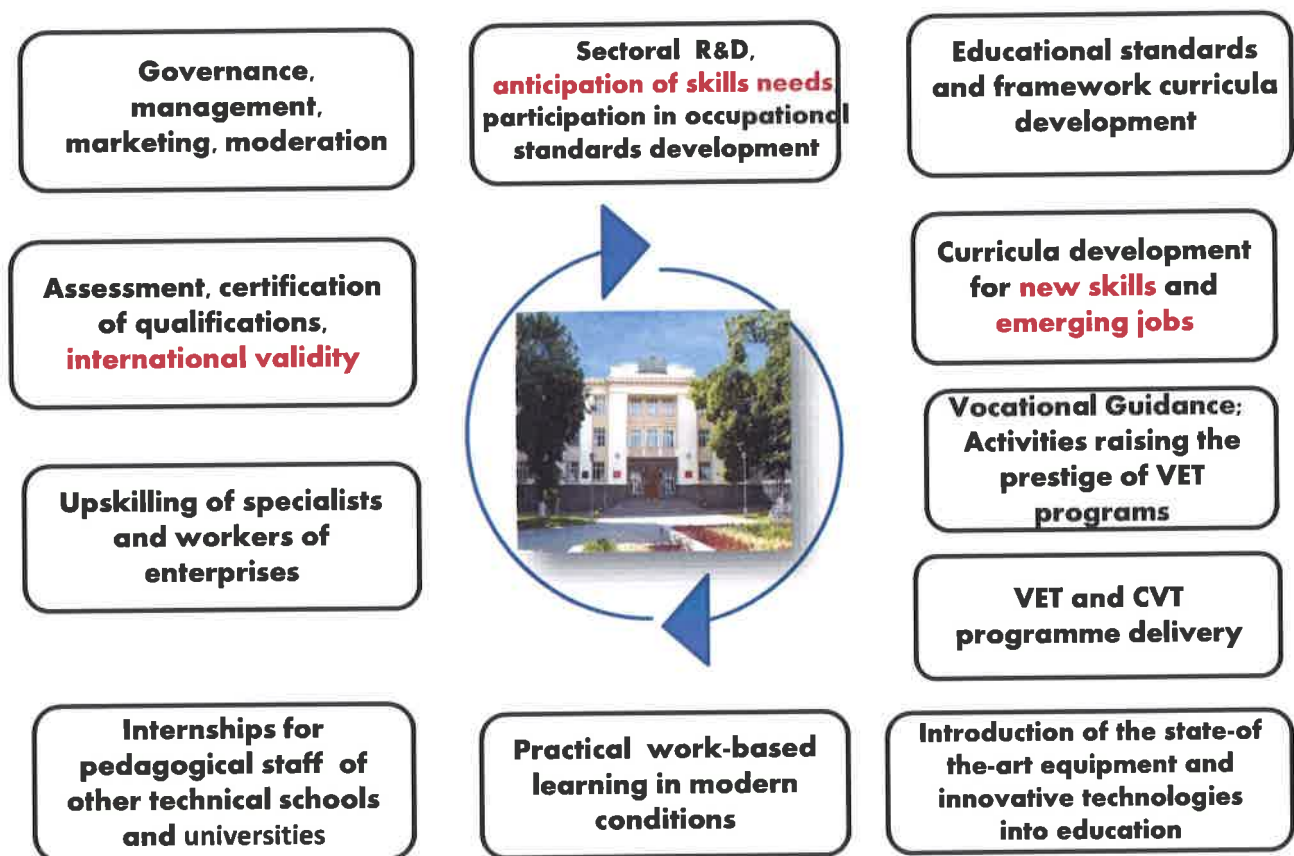 Governance,
management,
marketing, moderation
Sectoral R&D,
anticipation of skills needs,
participation in occupational
standards development
Educational standards
and framework curricula
development
Assessment, certification
of qualifications,
international validity
Curricula development
for new skills and
emerging jobs
Upskilling of specialists
and workers of
enterprises
Vocational Guidance;
Activities raising the
prestige of VET
programs
VET and CVT
programme delivery
Internships for
pedagogical staff of
other technical schools
and universities
Practical work-based
learning in modern
conditions
Introduction of the state-of
the-art equipment and
innovative technologies
into education